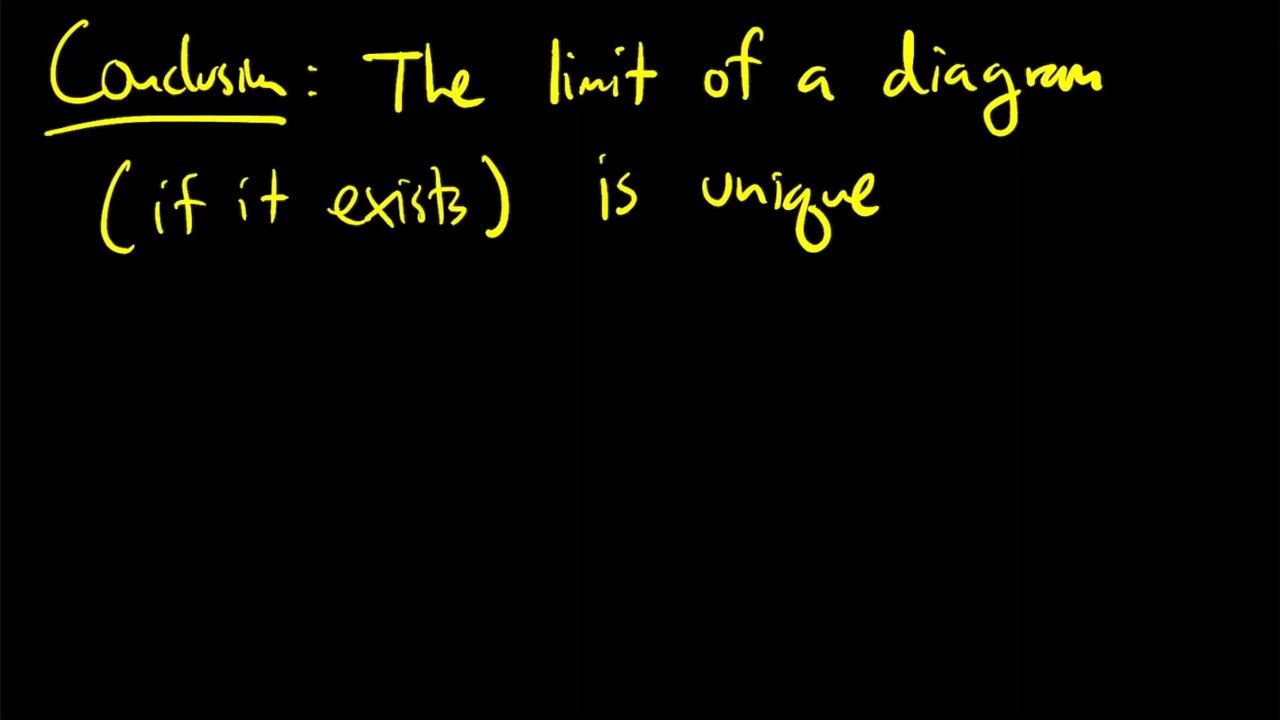 Conclusion: The limit of a diagram
(if it exists) is unique